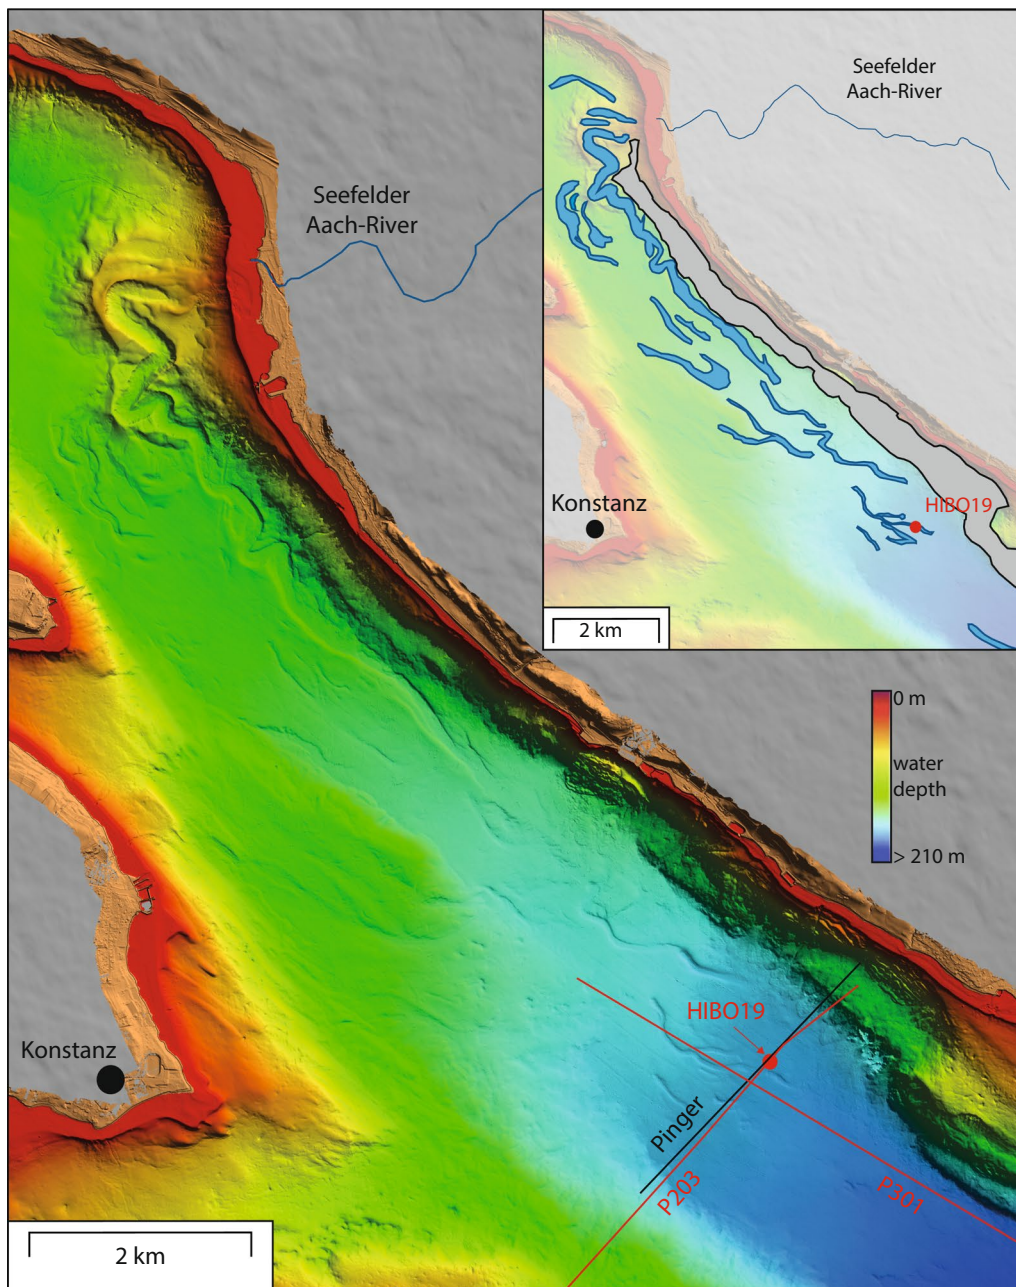 Seefelder
Aach-River
Seefelder
Aach-River
HIBO19
Konstanz
2 km
0 m
water
depth
> 210 m
HIBO19
Konstanz
Pinger
P203
P301
2 km